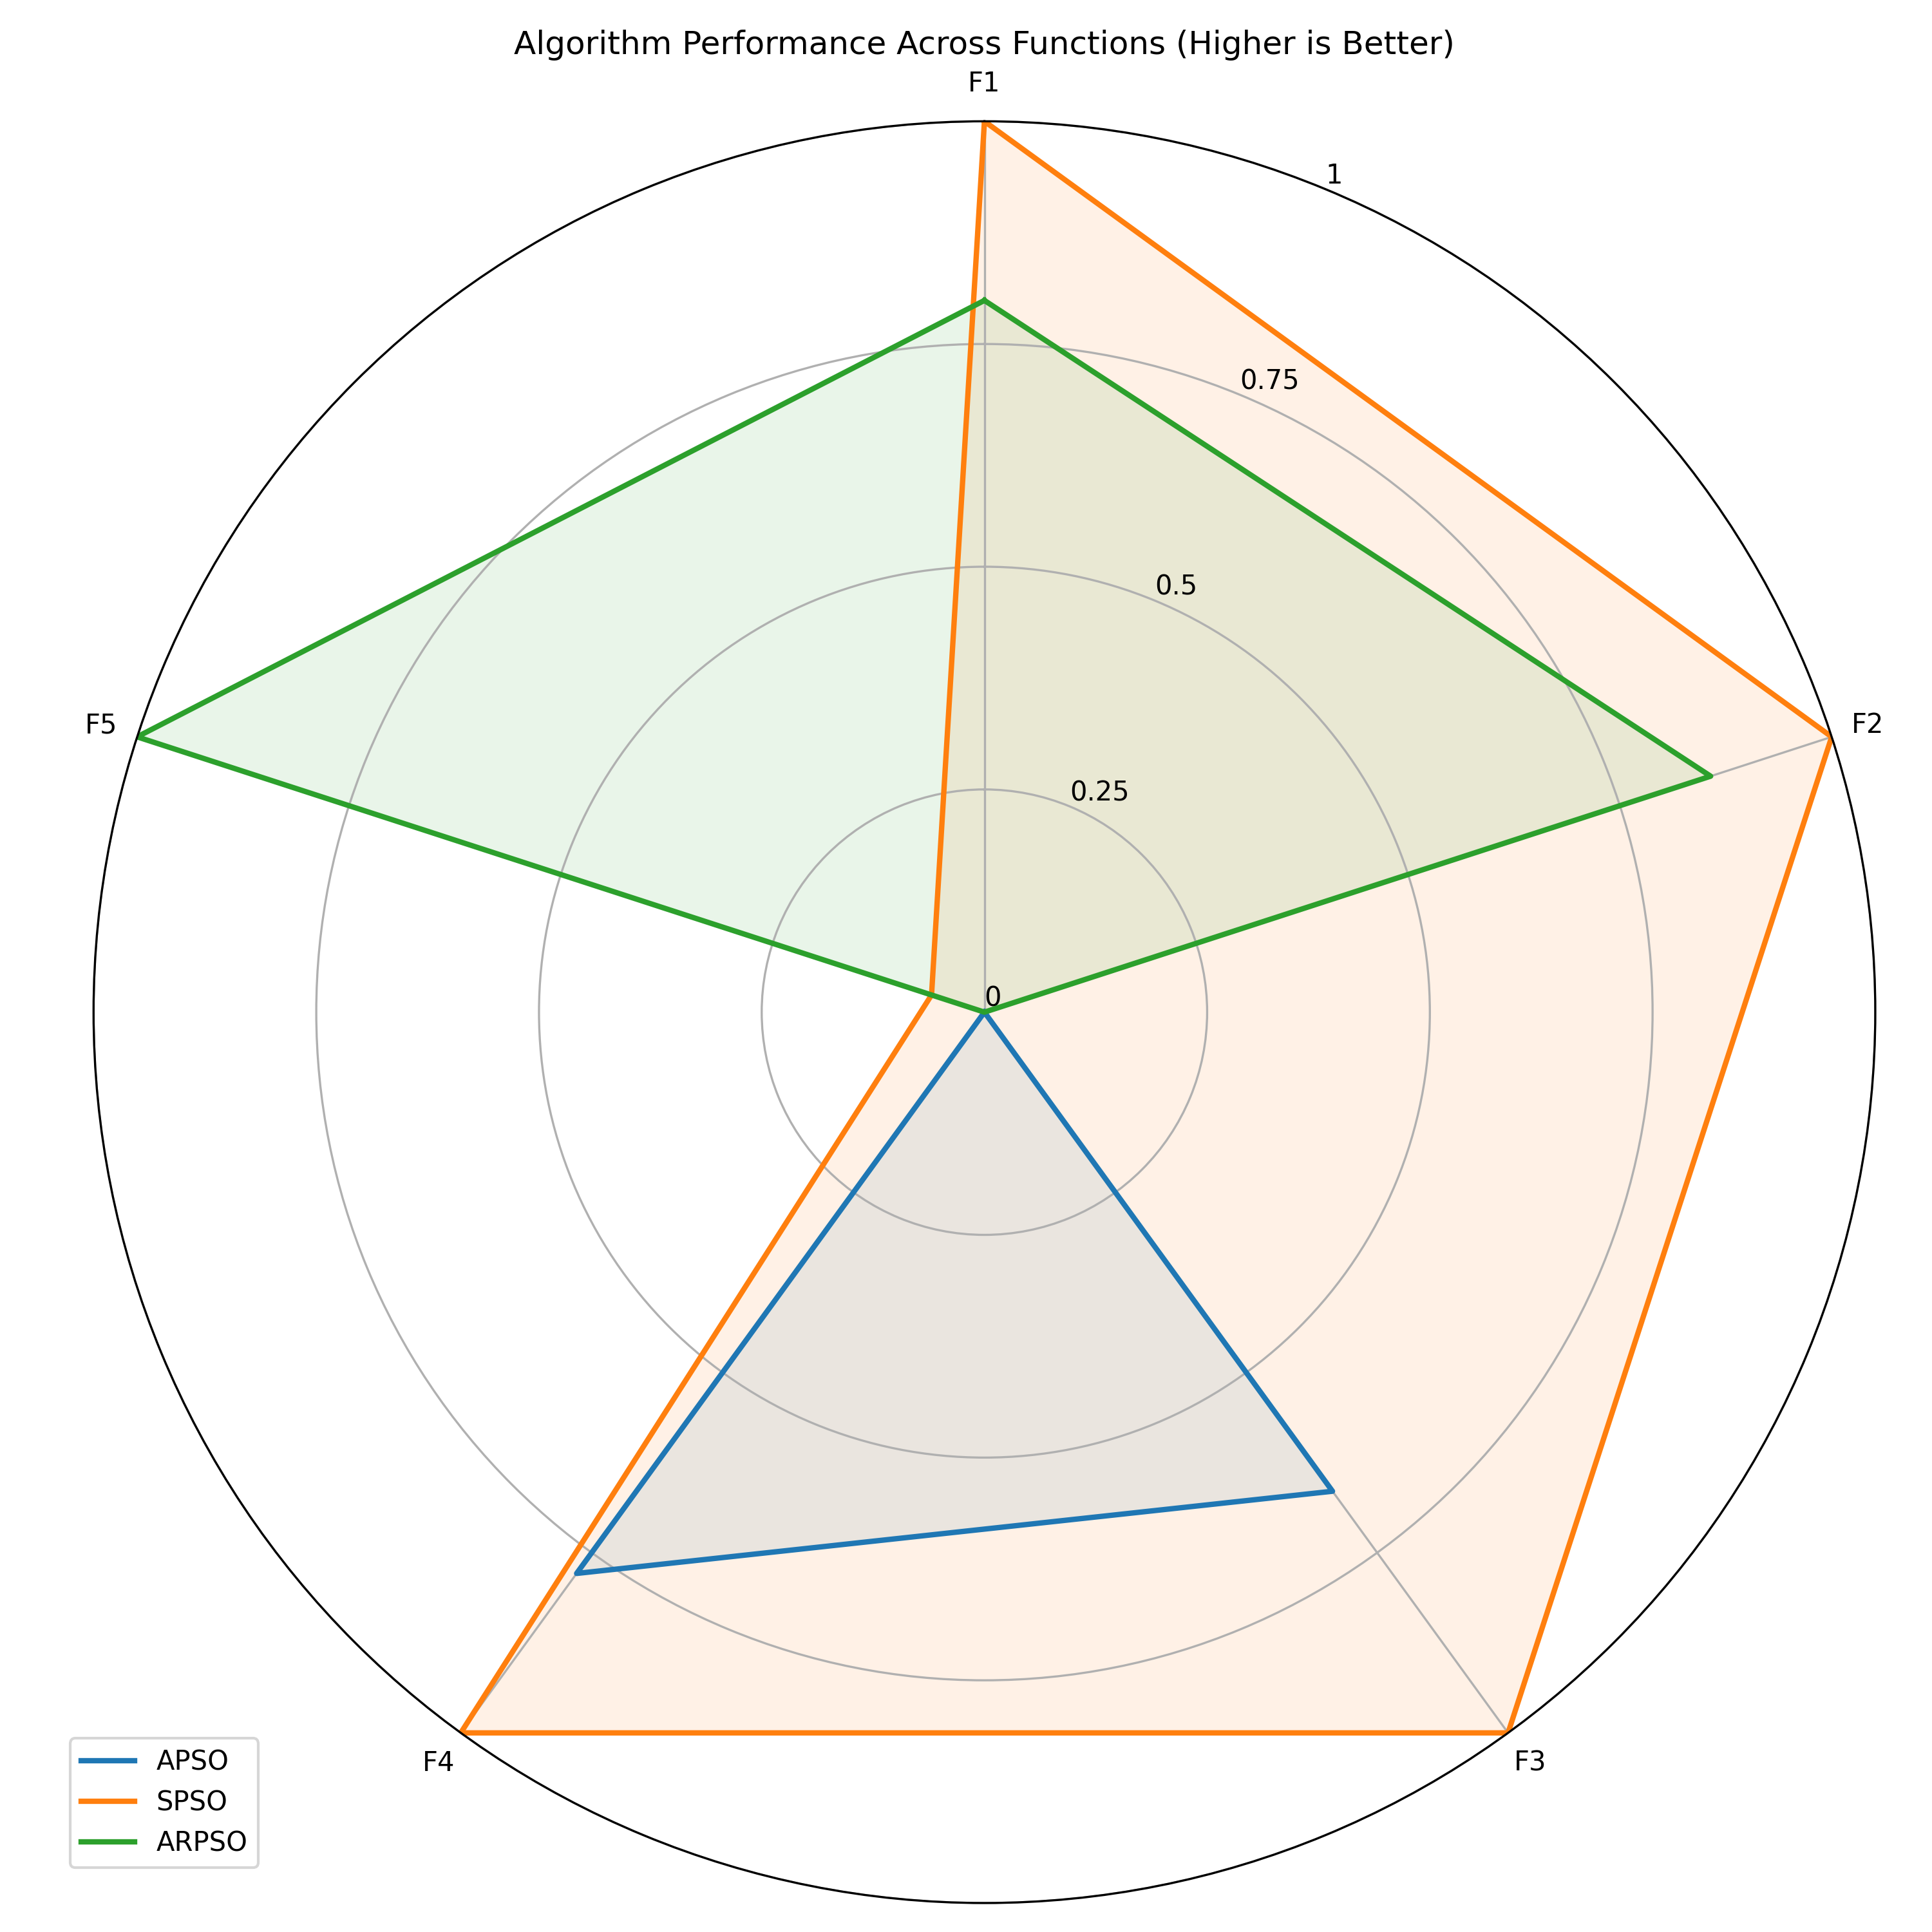 Algorithm Performance Across Functions (Higher is Better)
F1
1
0.75
0.5
F5
F2
0.25
0
F4
F3
APSO
SPSO
ARPSO